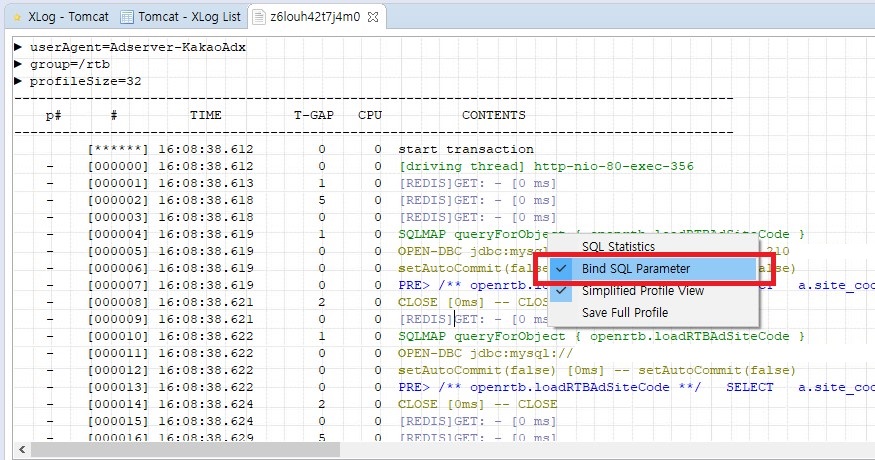 XLog - Tomcat Tomcat - XLog List z6louh42t7j4m0
▶ userAgent=Adserver-KakaoAdx
▶ group=/rtb
▶ profileSize=32
p# # TIME T-GAP CPU CONTENTS
[******] 16:08:38.612 0 0 start transaction
- [000000] 16:08:38.612 0 0 [driving thread] http-nio-80-exec-356
- [000001] 16:08:38.613 1 0 [REDIS]GET: - [0 ms]
- [000002] 16:08:38.618 5 0 [REDIS]GET: - [0 ms]
- [000003] 16:08:38.618 0 0 [REDIS]GET: - [0 ms]
- [000004] 16:08:38.619 1 0 SQLMAP queryForObject { openrtb.loadRTBAdSiteCode }
SQL Statistics
- [000005] 16:08:38.619 0 0 OPEN-DBC jdbc:mysql 210
- [000006] 16:08:38.619 0 0 setAutoCommit(false Bind SQL Parameter se)
- [000007] 16:08:38.619 0 0 PRE> /** openrtb.lo a.site_cod
Simplified Profile View
- [000008] 16:08:38.621 2 0 CLOSE [0ms] -- CLOS
Save Full Profile
- [000009] 16:08:38.621 0 0 [REDIS]GET: - [0 ms
- [000010] 16:08:38.622 1 0 SQLMAP queryForObject { openrtb.loadRTBAdSiteCode }
- [000011] 16:08:38.622 0 0 OPEN-DBC jdbc:mysql://
- [000012] 16:08:38.622 0 0 setAutoCommit(false) [0ms] -- setAutoCommit(false)
- [000013] 16:08:38.622 0 0 PRE> /** openrtb.loadRTBAdSiteCode **/ SELECT a.site_cod
- [000014] 16:08:38.624 2 0 CLOSE [0ms] -- CLOSE
- [000015] 16:08:38.624 0 0 [REDIS]GET: - [0 ms]
- [000016] 16:08:38.629 5 0 [REDIS]GET: - [0 ms]